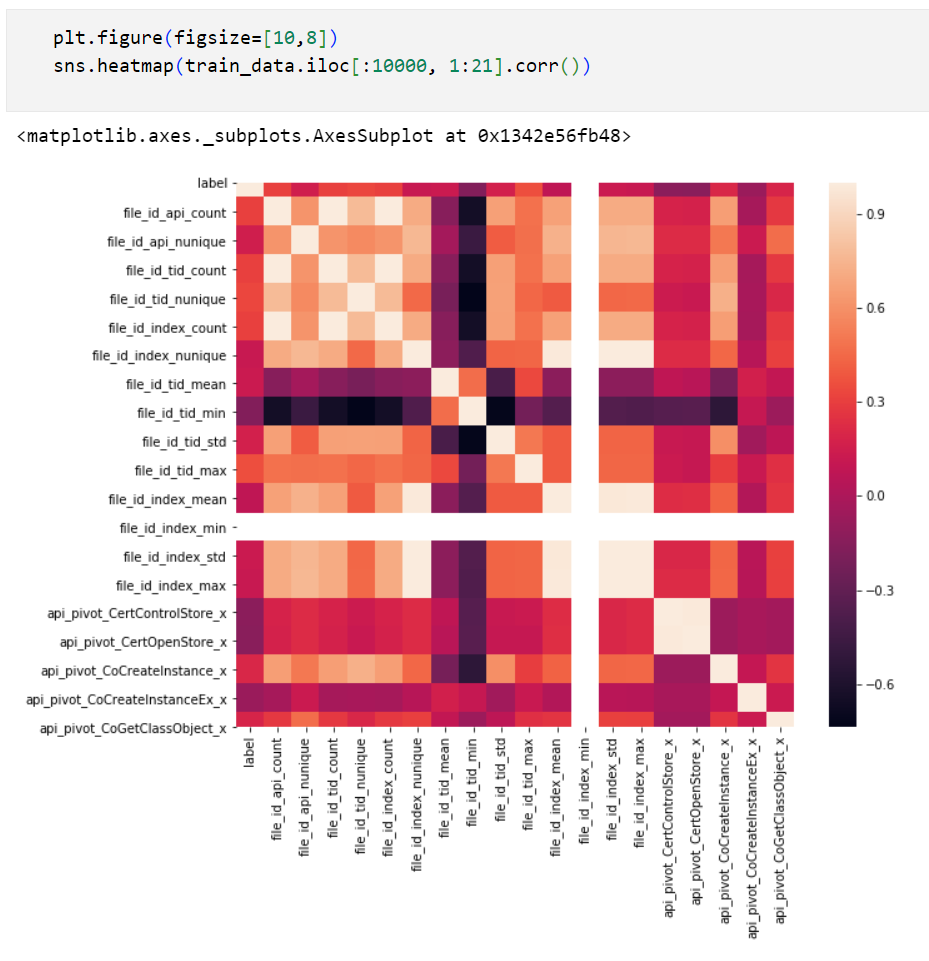 plt.figure(figsize=[10,8])
sns.heatmap(train_data.iloc[:10000, 1:21].corr())
<matplotlib.axes._subplots.AxesSubplot at 0x1342e56fb48>
label
file_id_api_count
file_id_api_nunique
file_id_tid_count
file_id_tid_nunique
file_id_index_count
file_id_index_nunique
file_id_tid_mean
file_id_tid_min
file_id_tid_std
file_id_tid_max
file_id_index_mean
file_id_index_min
file_id_index_std
file_id_index_max
api_pivot_CertControlStore_x
api_pivot_CertOpenStore_x
api_pivot_CoCreateInstance_x
api_pivot_CoCreateInstanceEx_x
api_pivot_CoGetClassObject_x
label
file_id_api_count
file_id_api_nunique
file_id_tid_count
file_id_tid_nunique
file_id_index_count
file_id_index_nunique
file_id_tid_mean
file_id_tid_min
file_id_tid_std
file_id_tid_max
file_id_index_mean
file_id_index_min
file_id_index_std
file_id_index_max
api_pivot_CertControlStore_x
api_pivot_CertOpenStore_x
api_pivot_CoCreateInstance_x
api_pivot_CoCreateInstanceEx_x
api_pivot_CoGetClassObject_x
0.9
0.6
0.3
0.0
−0.3
−0.6